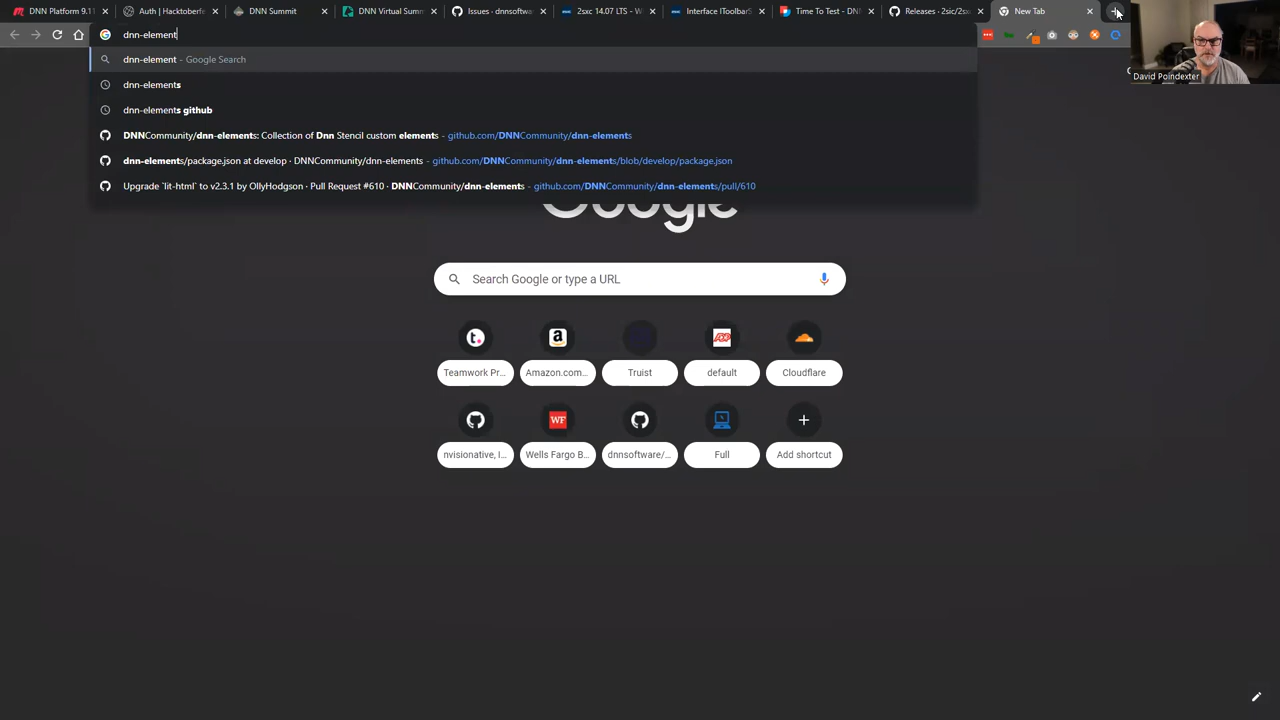 DNN Platform 9.11
Auth | Hacktoberfe
DNN Summit
DNN Virtual Summ
Issues · dnnsoftwa
2sxc 14.07 LTS - W
Interface IToolbarS
Time To Test – DNN
Releases · 2sic/2sx
New Tab
dnn-element
David Poindexter
dnn-element - Google Search
dnn-elements
dnn-elements github
DNNCommunity/dnn-elements: Collection of Dnn Stencil custom elements - github.com/DNNCommunity/dnn-elements
dnn-elements/package.json at develop · DNNCommunity/dnn-elements - github.com/DNNCommunity/dnn-elements/blob/develop/package.json
Upgrade `lit-html` to v2.3.1 by OllyHodgson · Pull Request #610 · DNNCommunity/dnn-elements - github.com/DNNCommunity/dnn-elements/pull/610
Google
Search Google or type a URL
Teamwork Pr...
Amazon.com...
Truist
default
Cloudflare
nvisionative, I...
Wells Fargo B...
dnnsoftware/...
Full
Add shortcut